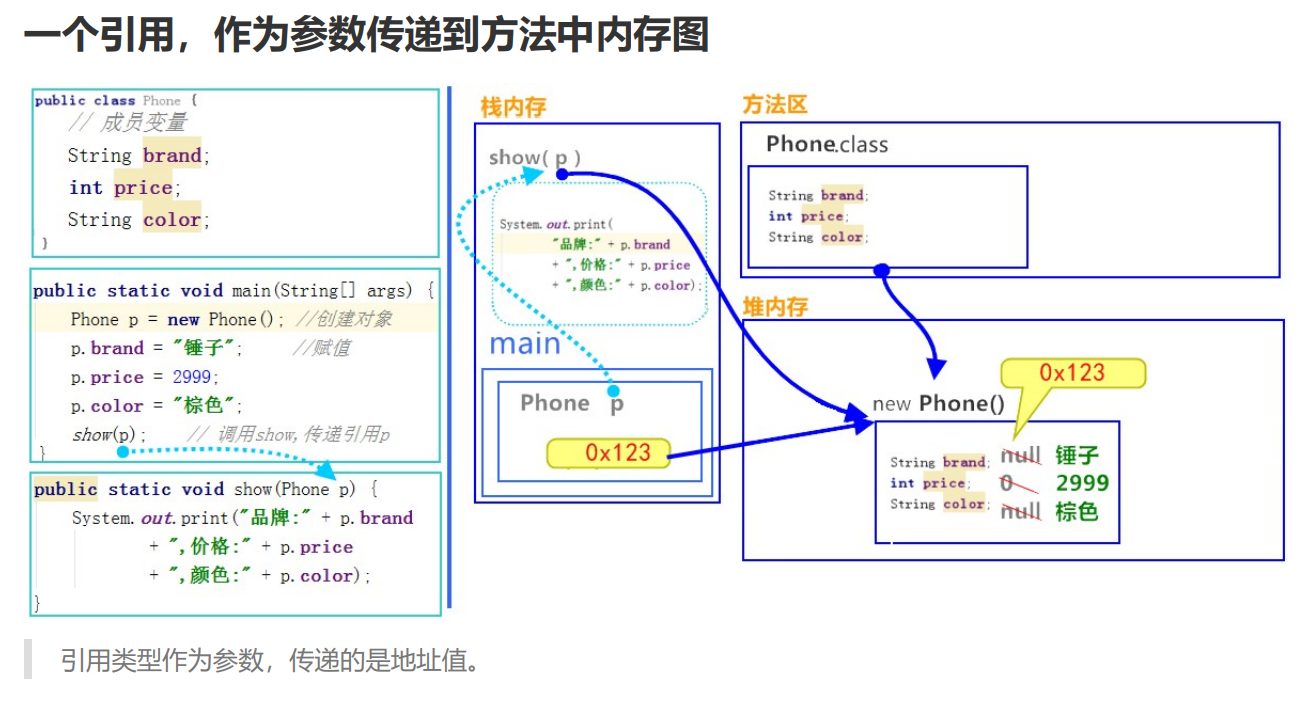 一个引用，作为参数传递到方法中内存图
public class Phone {
// 成员变量
String brand;
int price;
String color;
}
public static void main(String[] args) {
Phone p = new Phone(); //创建对象
p.brand = "锤子"; //赋值
p.price = 2999;
p.color = "棕色";
show(p); // 调用show,传递引用p
}
public static void show(Phone p) {
System.out.print("品牌:" + p.brand
+ ",价格:" + p.price
+ ",颜色:" + p.color);
}
栈内存
show( p )
System.out.print(
"品牌:" + p.brand
+ ",价格:" + p.price
+ ",颜色:" + p.color);
main
Phone p
0x123
方法区
Phone.class
String brand;
int price;
String color;
堆内存
0x123
new Phone()
String brand; null 锤子
int price; 0 2999
String color; null 棕色
引用类型作为参数，传递的是地址值。